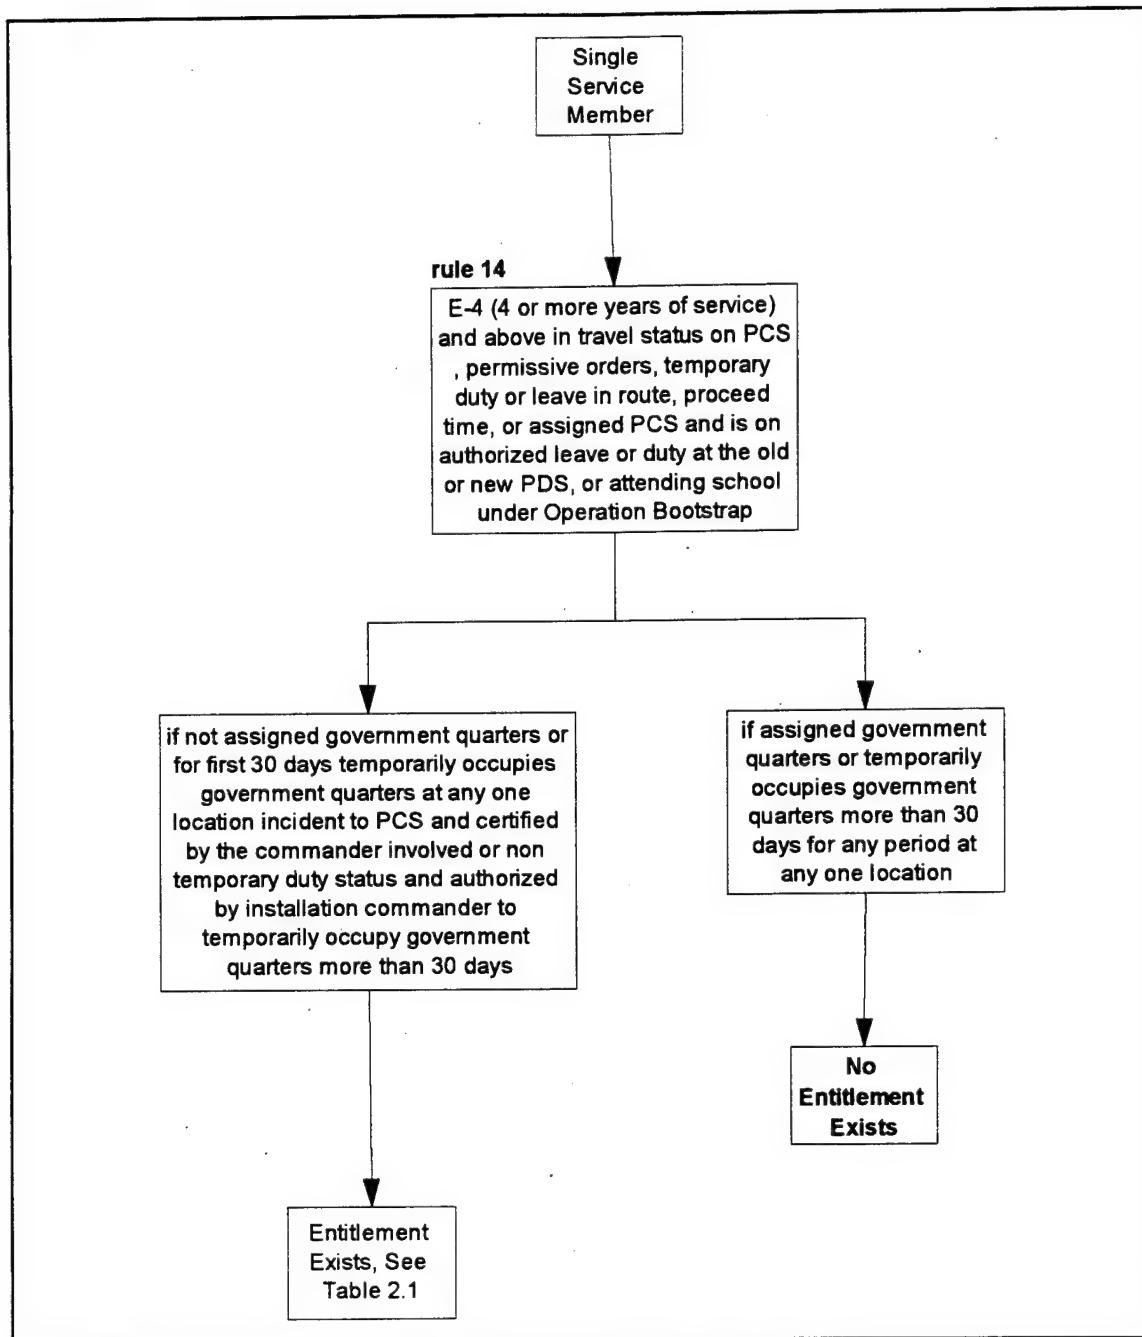 Single
Service
Member
rule 14
E-4 (4 or more years of service)
and above in travel status on PCS
, permissive orders, temporary
duty or leave in route, proceed
time, or assigned PCS and is on
authorized leave or duty at the old
or new PDS, or attending school
under Operation Bootstrap
if not assigned government quarters or
for first 30 days temporarily occupies
government quarters at any one
location incident to PCS and certified
by the commander involved or non
temporary duty status and authorized
by installation commander to
temporarily occupy government
quarters more than 30 days
if assigned government
quarters or temporarily
occupies government
quarters more than 30
days for any period at
any one location
No
Entitlement
Exists
Entitlement
Exists, See
Table 2.1